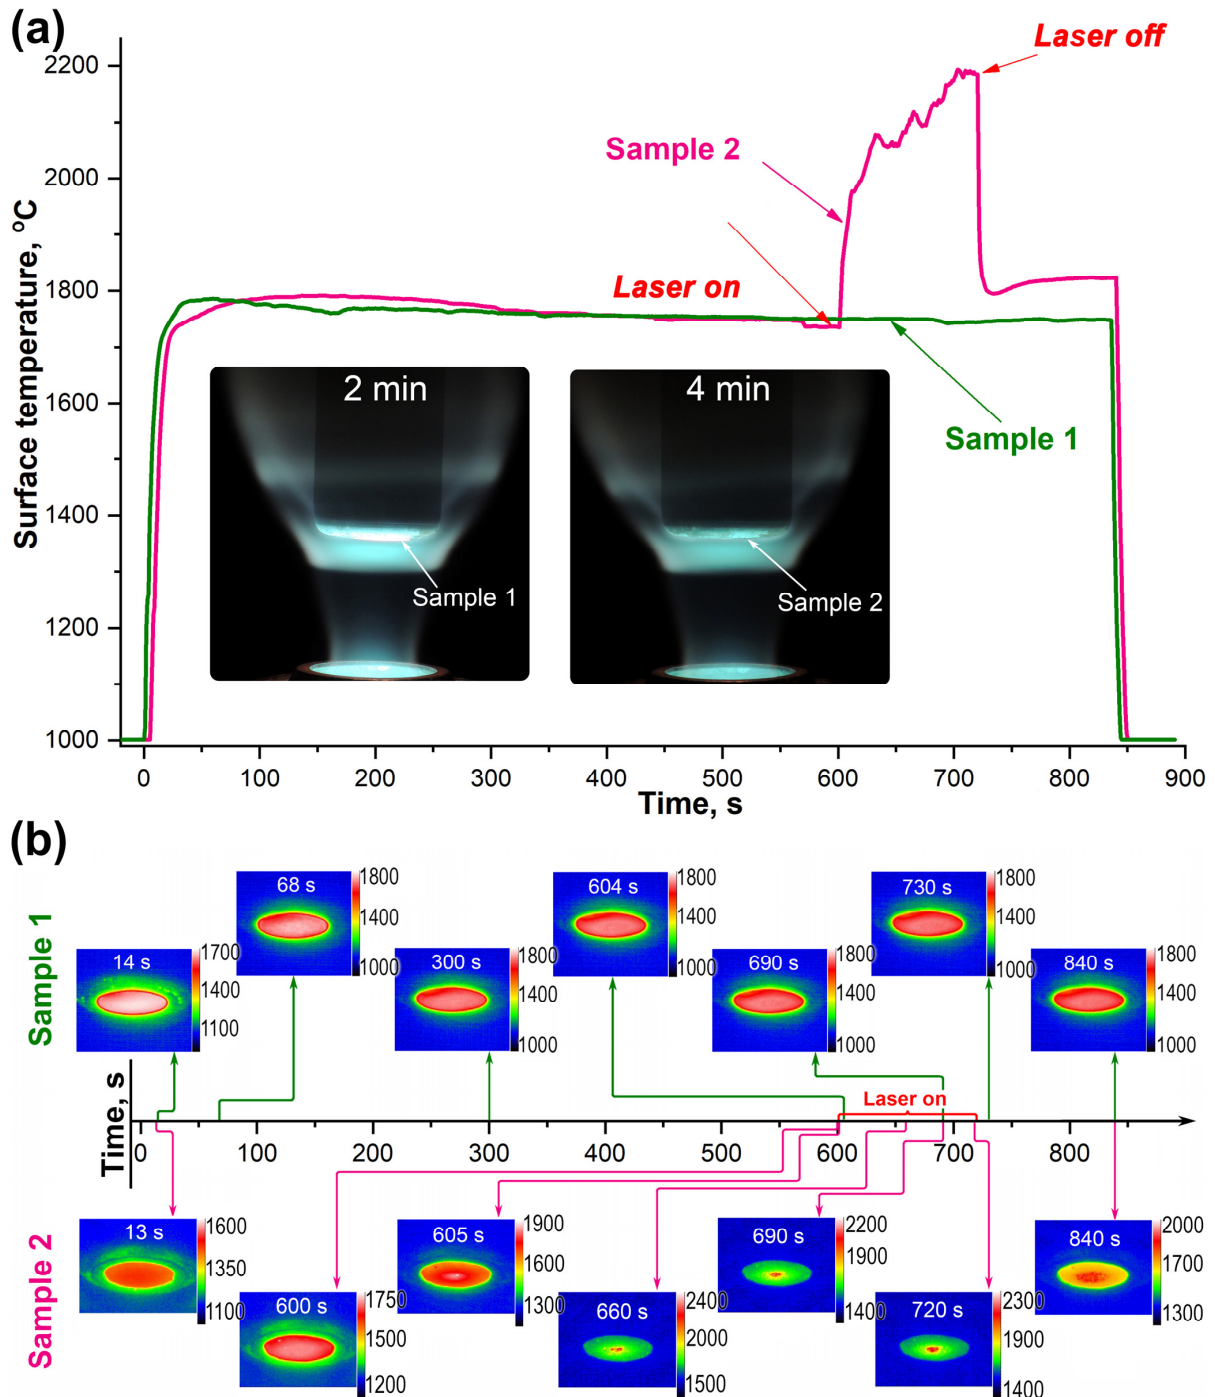 (a)
Surface temperature, ºC
2200
2000
1800
1600
1400
1200
1000
Laser off
Sample 2
Laser on
Sample 1
2 min
Sample 1
4 min
Sample 2
0 100 200 300 400 500 600 700 800 900
Time, s
(b)
Sample 1
14 s
1700
1400
1100
68 s
1800
1400
1000
300 s
1800
1400
1000
604 s
1800
1400
1000
690 s
1800
1400
1000
730 s
1800
1400
1000
840 s
1800
1400
1000
Time, s
Laser on
0 100 200 300 400 500 600 700 800
Sample 2
13 s
1600
1350
1100
600 s
1750
1500
1200
605 s
1900
1600
1300
660 s
2400
2000
1500
690 s
2200
1900
1400
720 s
2300
1900
1400
840 s
2000
1700
1300